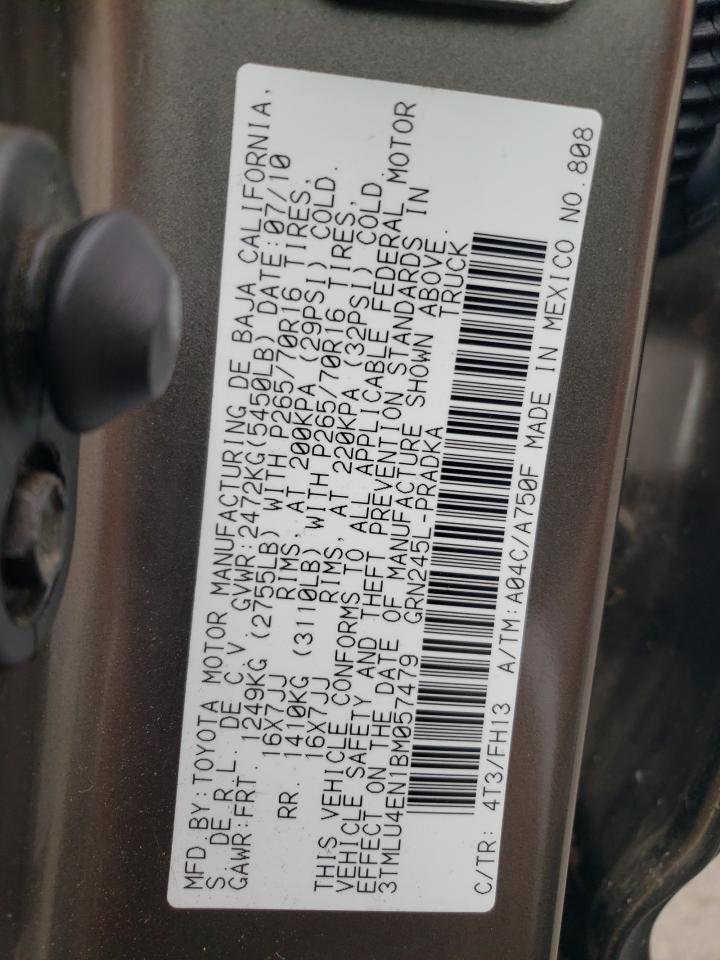 MFD BY:TOYOTA MOTOR MANUFACTURING DE BAJA CALIFORNIA,
S. DE R.L. DE C.V. GVWR:2472KG(5450LB) DATE:07/10
GAWR:FRT. 1249KG (2755LB) WITH P265/70R16 TIRES,
16X7JJ RIMS, AT 200KPA (29PSI) COLD.
RR. 1410KG (3110LB) WITH P265/70R16 TIRES,
16X7JJ RIMS, AT 220KPA (32PSI) COLD.
THIS VEHICLE CONFORMS TO ALL APPLICABLE FEDERAL MOTOR
VEHICLE SAFETY AND THEFT PREVENTION STANDARDS IN
EFFECT ON THE DATE OF MANUFACTURE SHOWN ABOVE.
3TMLU4EN1BM057479 GRN245L-PRADKA TRUCK
C/TR: 4T3/FH13 A/TM:A04C/A750F MADE IN MEXICO NO.808